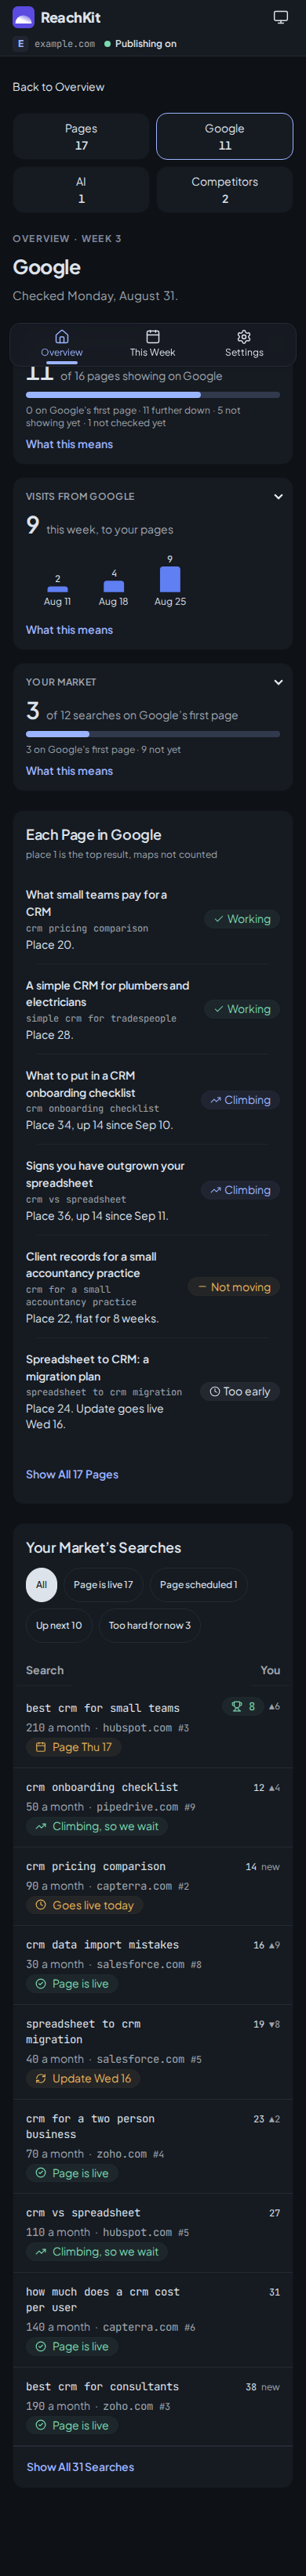 ReachKit
E example.com Publishing on
Back to Overview
Pages
17
Google
11
AI
1
Competitors
2
OVERVIEW · WEEK 3
Google
Checked Monday, August 31.
Overview
This Week
Settings
11 of 16 pages showing on Google
0 on Google's first page · 11 further down · 5 not
showing yet · 1 not checked yet
What this means
VISITS FROM GOOGLE
9 this week, to your pages
2
4
9
Aug 11
Aug 18
Aug 25
What this means
YOUR MARKET
3 of 12 searches on Google's first page
3 on Google's first page · 9 not yet
What this means
Each Page in Google
place 1 is the top result, maps not counted
What small teams pay for a
CRM
crm pricing comparison
Place 20.
Working
A simple CRM for plumbers and
electricians
simple crm for tradespeople
Place 28.
Working
What to put in a CRM
onboarding checklist
crm onboarding checklist
Place 34, up 14 since Sep 10.
Climbing
Signs you have outgrown your
spreadsheet
crm vs spreadsheet
Place 36, up 14 since Sep 11.
Climbing
Client records for a small
accountancy practice
crm for a small
accountancy practice
Place 22, flat for 8 weeks.
Not moving
Spreadsheet to CRM: a
migration plan
spreadsheet to crm migration
Place 24. Update goes live
Wed 16.
Too early
Show All 17 Pages
Your Market's Searches
All
Page is live 17
Page scheduled 1
Up next 10
Too hard for now 3
Search You
best crm for small teams 8 ▲6
210 a month · hubspot.com #3
Page Thu 17
crm onboarding checklist 12 ▲4
50 a month · pipedrive.com #9
Climbing, so we wait
crm pricing comparison 14 new
90 a month · capterra.com #2
Goes live today
crm data import mistakes 16 ▲9
30 a month · salesforce.com #8
Page is live
spreadsheet to crm
migration
19 ▼8
40 a month · salesforce.com #5
Update Wed 16
crm for a two person
business
23 ▲2
70 a month · zoho.com #4
Page is live
crm vs spreadsheet 27
110 a month · hubspot.com #5
Climbing, so we wait
how much does a crm cost
per user
31
140 a month · capterra.com #6
Page is live
best crm for consultants 38 new
190 a month · zoho.com #3
Page is live
Show All 31 Searches